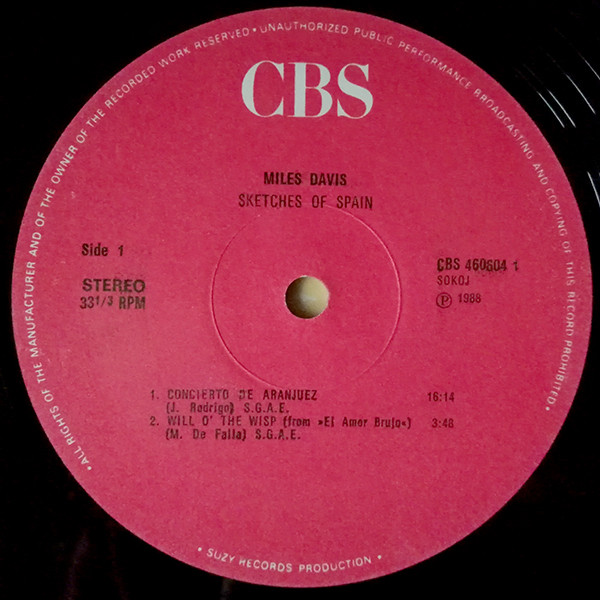 • ALL RIGHTS OF THE MANUFACTURER AND OF THE OWNER OF THE RECORDED WORK RESERVED • UNAUTHORIZED PUBLIC PERFORMANCE BROADCASTING AND COPYING OF THIS RECORD PROHIBITED •
CBS
MILES DAVIS
SKETCHES OF SPAIN
Side 1
STEREO
33 1/3 RPM
CBS 460604 1
SOKOJ
℗ 1988
1. CONCIERTO DE ARANJUEZ 16:14
(J. Rodrigo) S.G.A.E.
2. WILL O' THE WISP (from »El Amor Brujo«) 3:48
(M. De Falla) S.G.A.E.
• SUZY RECORDS PRODUCTION •